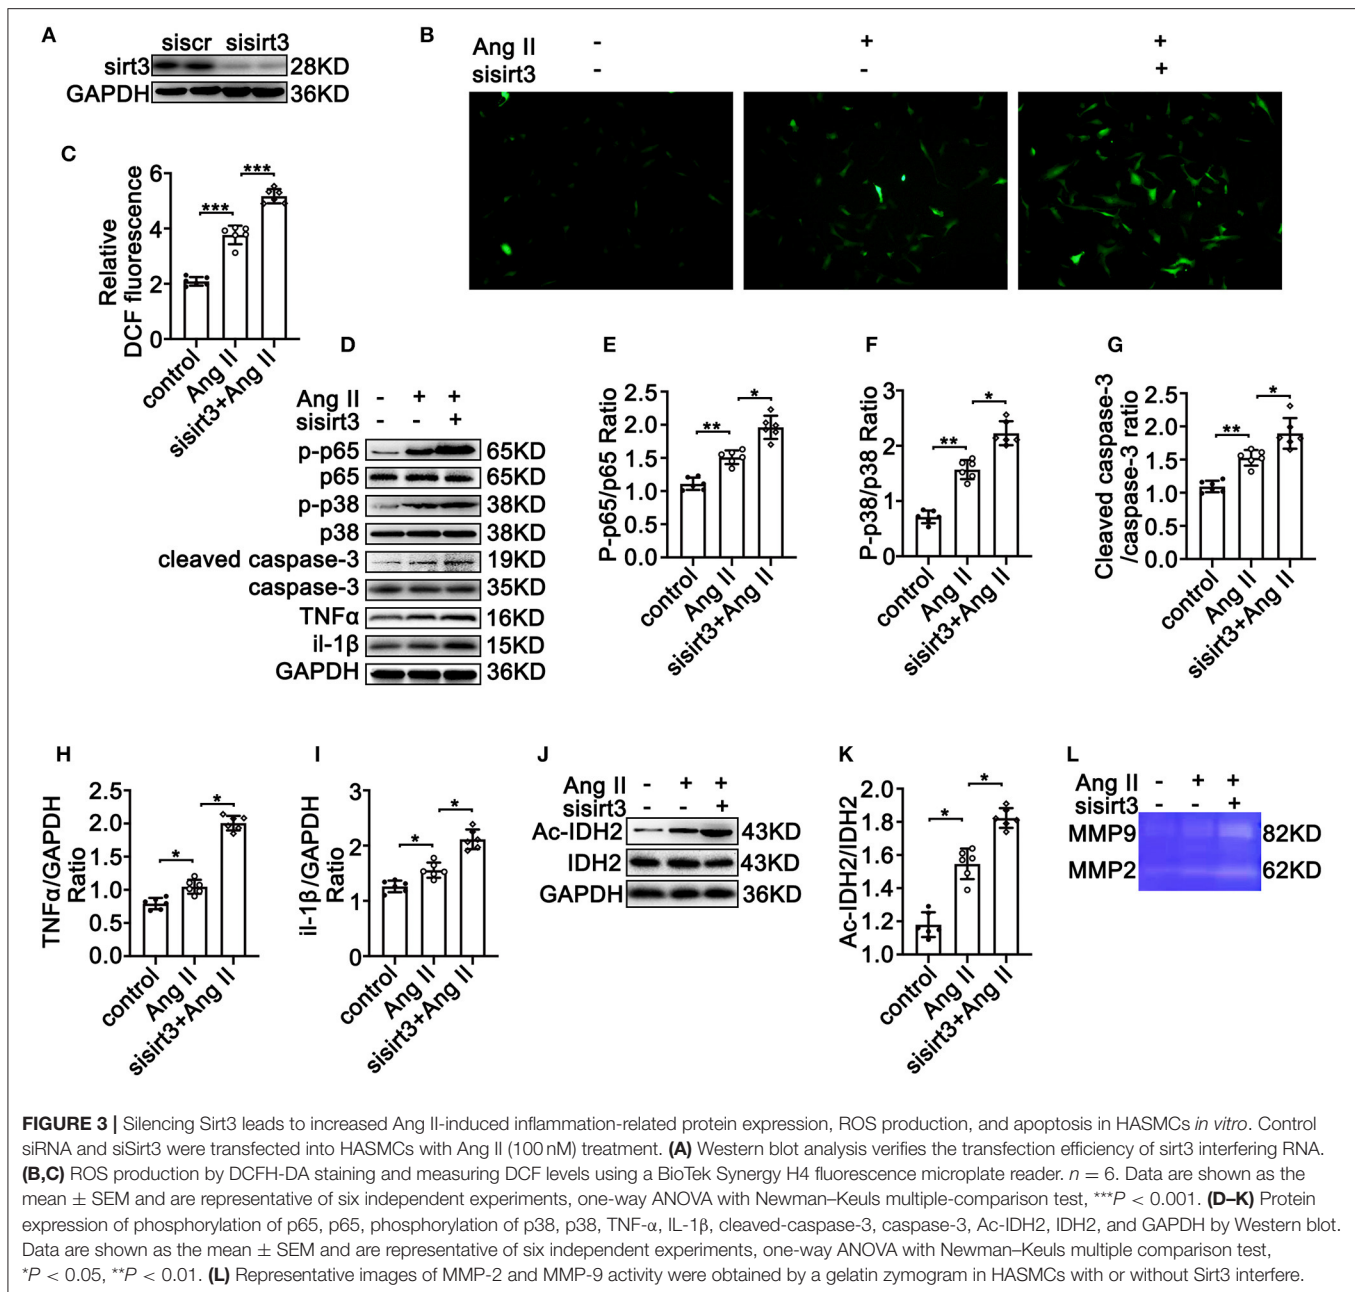 A
siscr sisirt3
sirt3 28KD
GAPDH 36KD
B
Ang II - + +
sisirt3 - - +
C
Relative
DCF fluorescence
6
4
2
0
*** ***
control
Ang II
sisirt3+Ang II
D
Ang II - + +
sisirt3 - - +
p-p65 65KD
p65 65KD
p-p38 38KD
p38 38KD
cleaved caspase-3 19KD
caspase-3 35KD
TNFα 16KD
il-1β 15KD
GAPDH 36KD
E
P-p65/p65 Ratio
2.5
2.0
1.5
1.0
0.5
0.0
** *
control
Ang II
sisirt3+Ang II
F
P-p38/p38 Ratio
3
2
1
0
** *
control
Ang II
sisirt3+Ang II
G
Cleaved caspase-3
/caspase-3 ratio
2.5
2.0
1.5
1.0
0.5
0.0
** *
control
Ang II
sisirt3+Ang II
H
TNFα/GAPDH
Ratio
2.5
2.0
1.5
1.0
0.5
0.0
* *
control
Ang II
sisirt3+Ang II
I
il-1β/GAPDH
Ratio
3
2
1
0
* *
control
Ang II
sisirt3+Ang II
J
Ang II - + +
sisirt3 - - +
Ac-IDH2 43KD
IDH2 43KD
GAPDH 36KD
K
Ac-IDH2/IDH2
2.0
1.8
1.6
1.4
1.2
1.0
* *
control
Ang II
sisirt3+Ang II
L
Ang II - + +
sisirt3 - - +
MMP9 82KD
MMP2 62KD
FIGURE 3 | Silencing Sirt3 leads to increased Ang II-induced inflammation-related protein expression, ROS production, and apoptosis in HASMCs in vitro. Control
siRNA and siSirt3 were transfected into HASMCs with Ang II (100 nM) treatment. (A) Western blot analysis verifies the transfection efficiency of sirt3 interfering RNA.
(B,C) ROS production by DCFH-DA staining and measuring DCF levels using a BioTek Synergy H4 fluorescence microplate reader. n = 6. Data are shown as the
mean ± SEM and are representative of six independent experiments, one-way ANOVA with Newman–Keuls multiple-comparison test, ***P < 0.001. (D–K) Protein
expression of phosphorylation of p65, p65, phosphorylation of p38, p38, TNF-α, IL-1β, cleaved-caspase-3, caspase-3, Ac-IDH2, IDH2, and GAPDH by Western blot.
Data are shown as the mean ± SEM and are representative of six independent experiments, one-way ANOVA with Newman–Keuls multiple comparison test,
*P < 0.05, **P < 0.01. (L) Representative images of MMP-2 and MMP-9 activity were obtained by a gelatin zymogram in HASMCs with or without Sirt3 interfere.